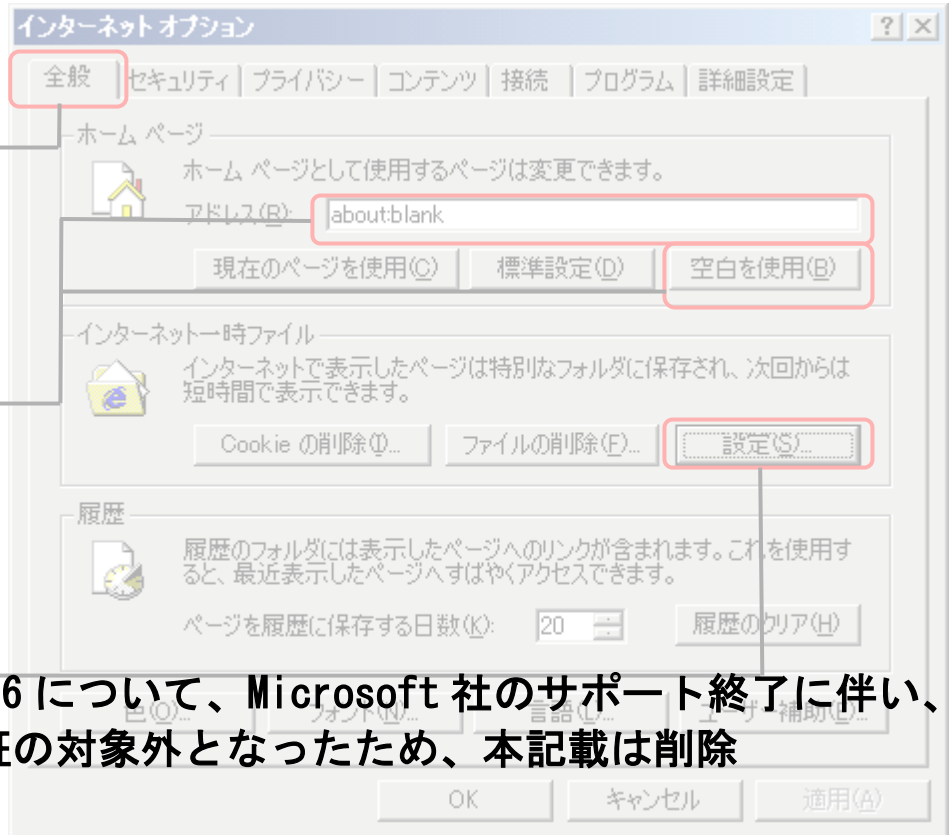 インターネット オプション
全般 セキュリティ プライバシー コンテンツ 接続 プログラム 詳細設定
ホーム ページ
ホーム ページとして使用するページは変更できます。
アドレス(R): about:blank
現在のページを使用(C) 標準設定(D) 空白を使用(B)
インターネット一時ファイル
インターネットで表示したページは特別なフォルダに保存され、次回からは
短時間で表示できます。
Cookie の削除(I)... ファイルの削除(F)... 設定(S)...
履歴
履歴のフォルダには表示したページへのリンクが含まれます。これを使用す
ると、最近表示したページへすばやくアクセスできます。
ページを履歴に保存する日数(K): 20 履歴のクリア(H)
6 について、Microsoft 社のサポート終了に伴い、
色(O)... フォント(N)... 言語(L)... ユーザー補助(E)...
の対象外となったため、本記載は削除
OK キャンセル 適用(A)